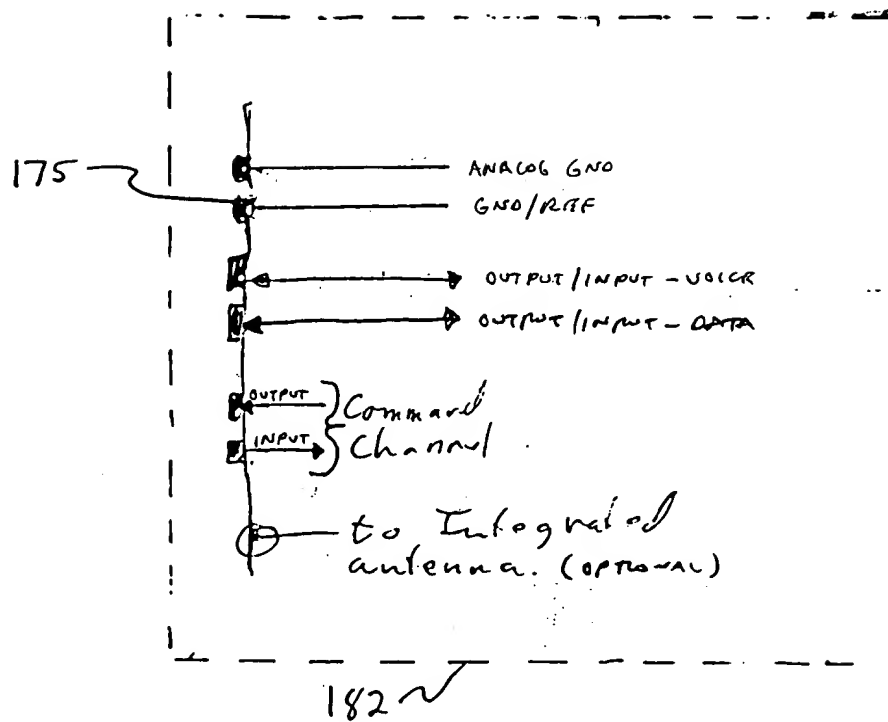 175
ANALOG GND
GND/REF
OUTPUT/INPUT-VOICE
OUTPUT/INPUT-DATA
OUTPUT
INPUT
Command
Channel
to Integrated
antenna. (OPTIONAL)
182